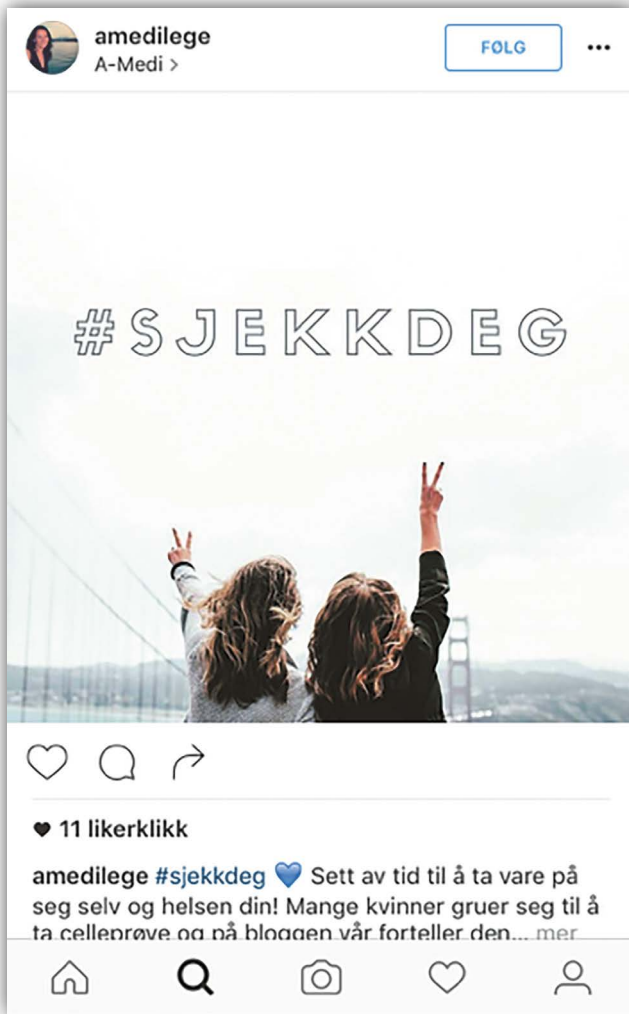 amedilege
A-Medi >
FØLG
#SJEKKDEG
11 likerklikk
amedilege #sjekkdeg 💙 Sett av tid til å ta vare på
seg selv og helsen din! Mange kvinner gruer seg til å
ta celleprøve og på bloggen vår forteller den... mer